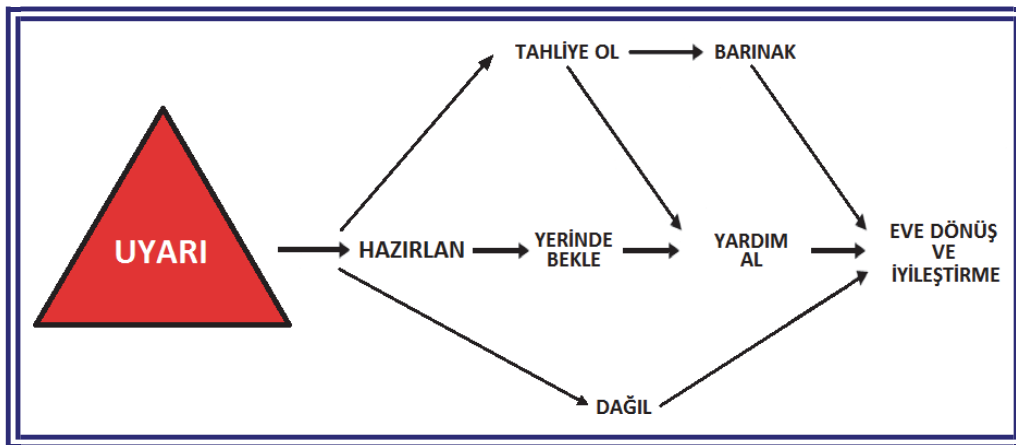 TAHLİYE OL
BARINAK
UYARI
HAZIRLAN
YERİNDE
BEKLE
YARDIM
AL
EVE DÖNÜŞ
VE
İYİLEŞTİRME
DAĞIL